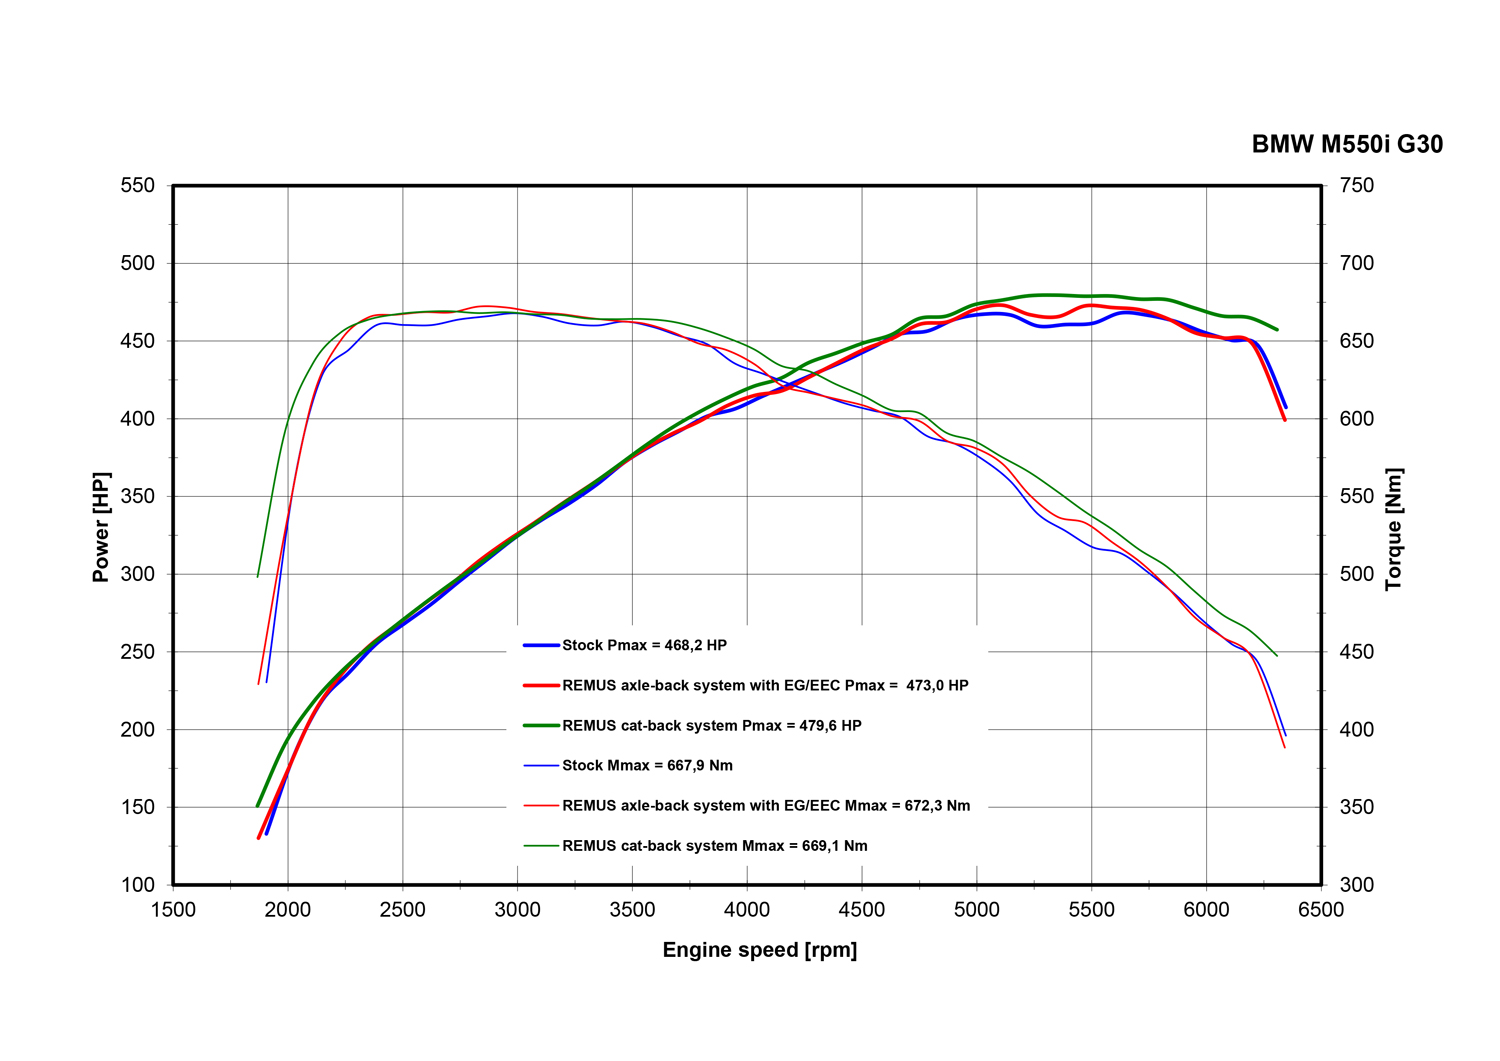 BMW M550i G30
550
750
500
700
450
650
400
600
350
550
300
500
250
450
200
400
150
350
100
300
Power [HP]
Torque [Nm]
Stock Pmax = 468,2 HP
REMUS axle-back system with EG/EEC Pmax =  473,0 HP
REMUS cat-back system Pmax = 479,6 HP
Stock Mmax = 667,9 Nm
REMUS axle-back system with EG/EEC Mmax = 672,3 Nm
REMUS cat-back system Mmax = 669,1 Nm
1500 2000 2500 3000 3500 4000 4500 5000 5500 6000 6500
Engine speed [rpm]